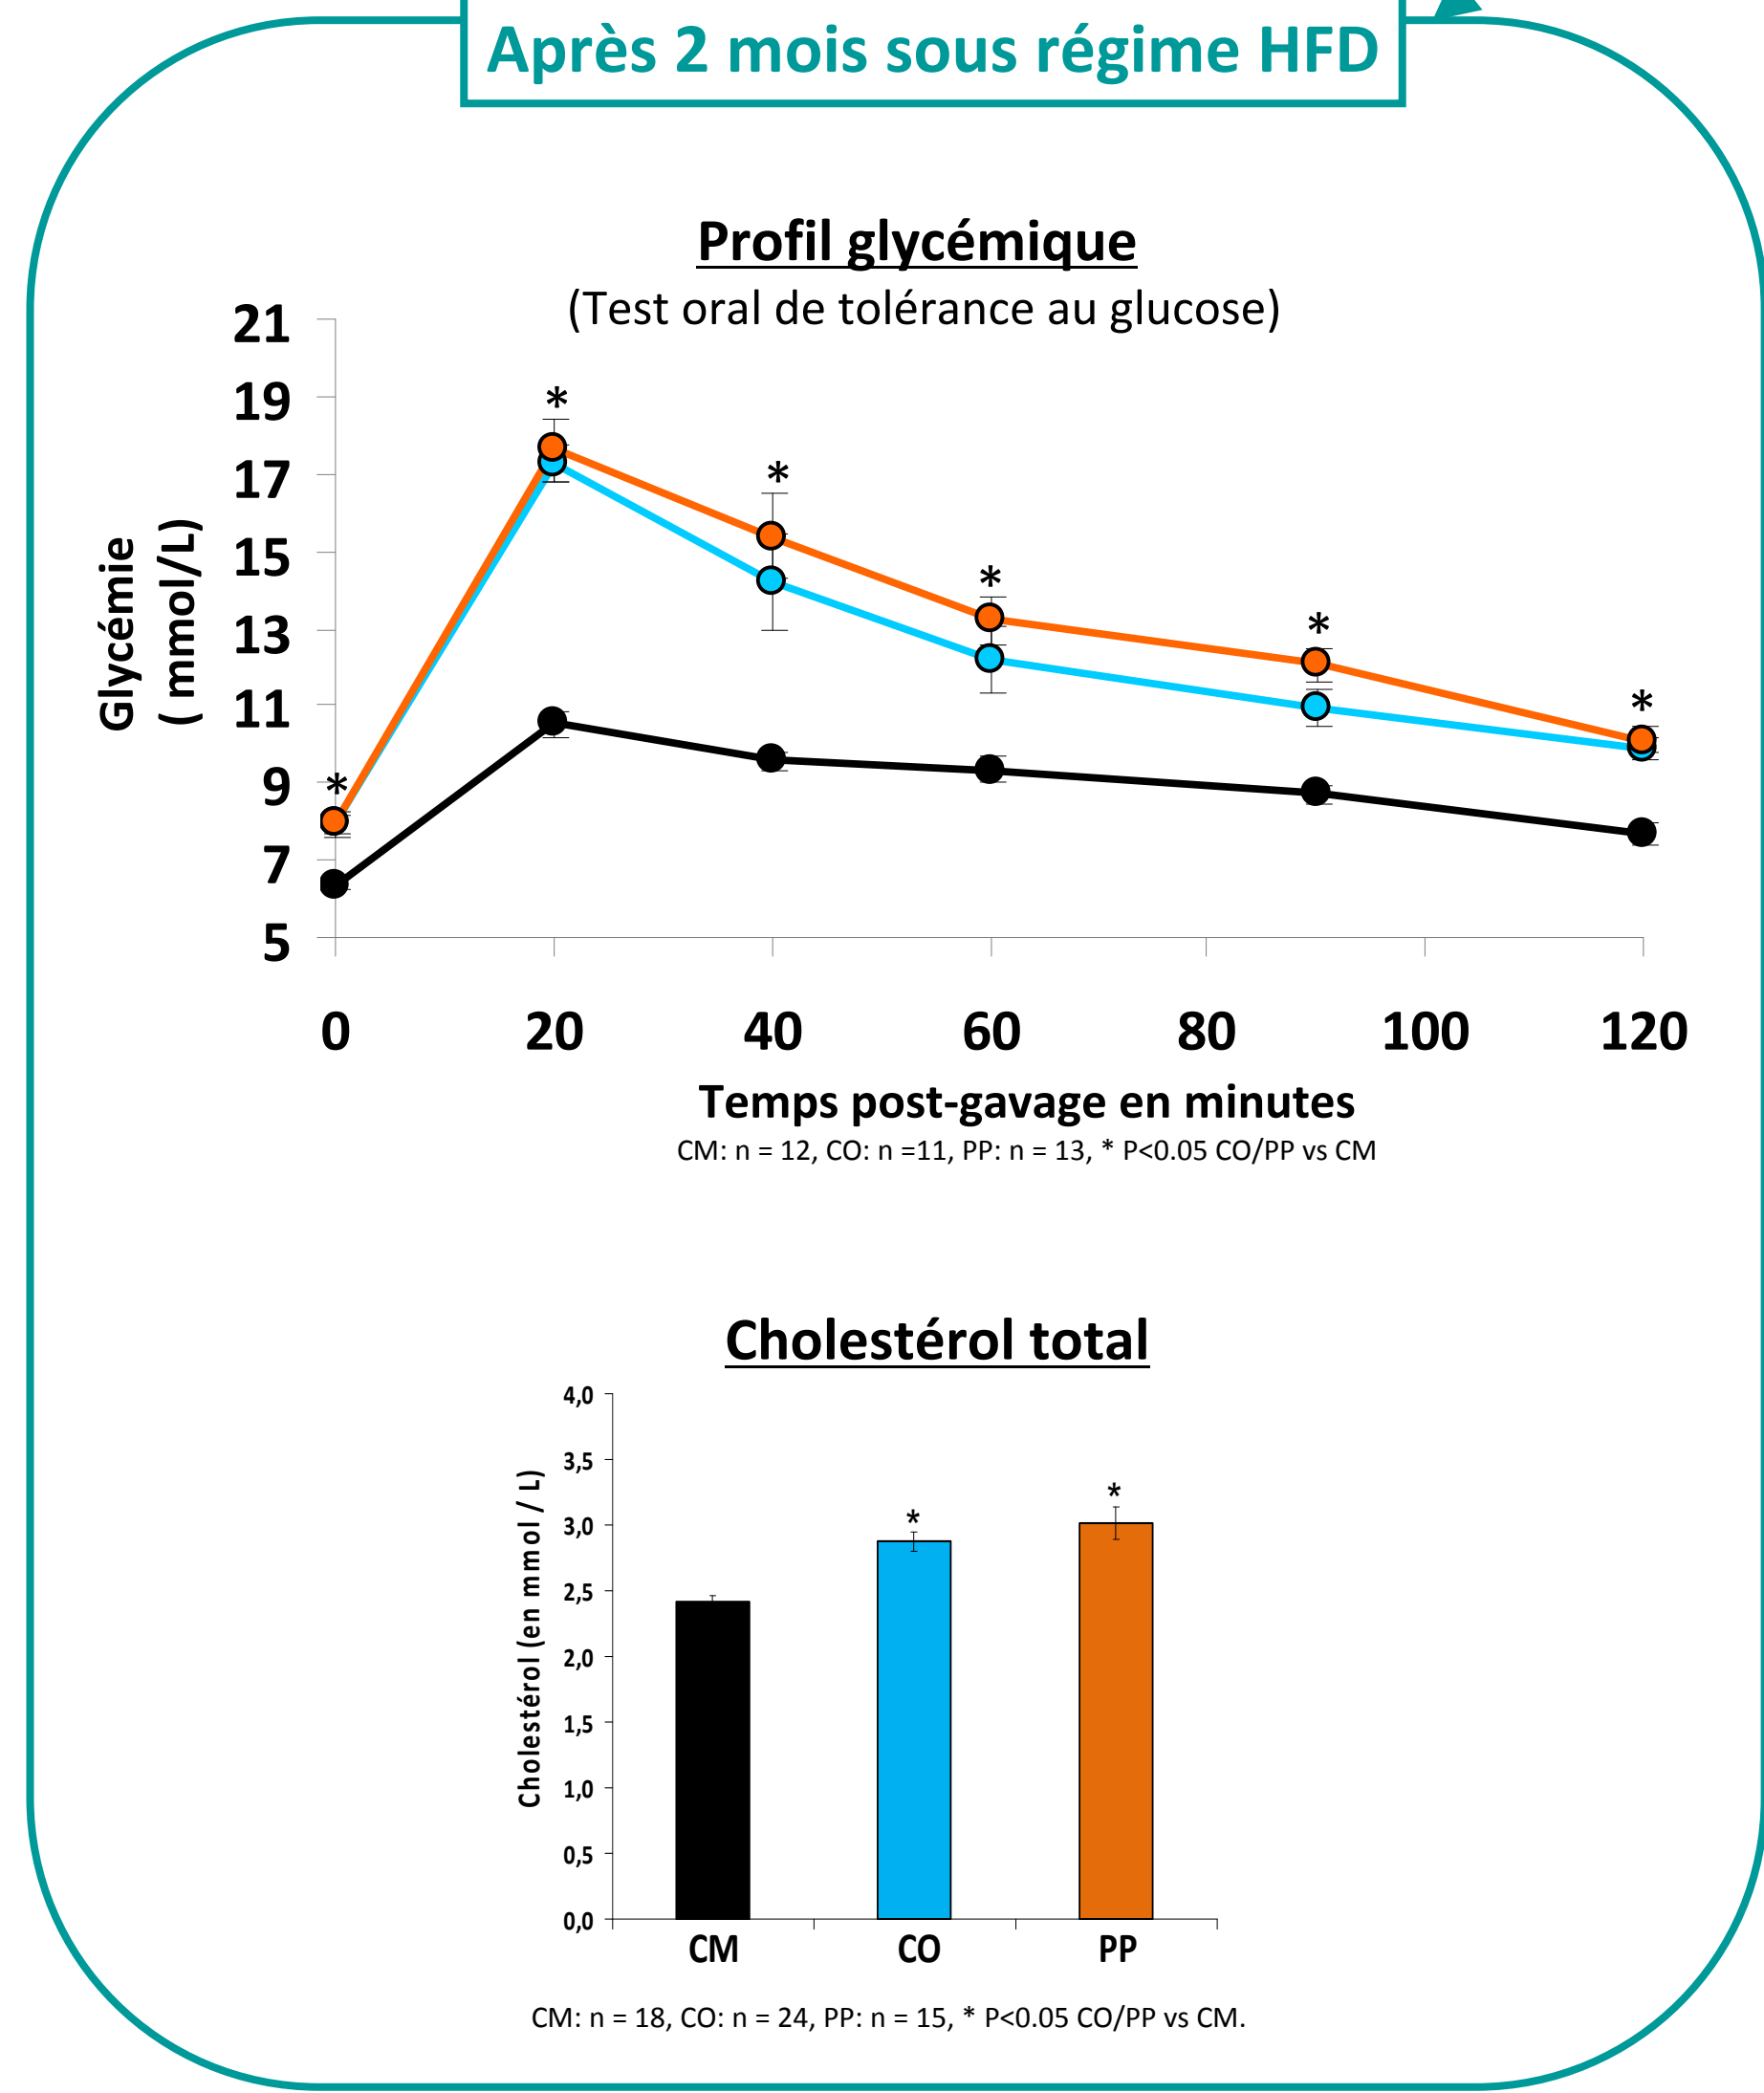 Après 2 mois sous régime HFD
Profil glycémique
(Test oral de tolérance au glucose)
21
19
17
15
13
11
9
7
5
Glycémie
( mmol/L)
*
*
*
*
*
*
0 20 40 60 80 100 120
Temps post-gavage en minutes
CM: n = 12, CO: n =11, PP: n = 13, * P<0.05 CO/PP vs CM
Cholestérol total
4,0
3,5
3,0
2,5
2,0
1,5
1,0
0,5
0,0
Cholestérol (en mmol / L)
*
*
CM CO PP
CM: n = 18, CO: n = 24, PP: n = 15, * P<0.05 CO/PP vs CM.